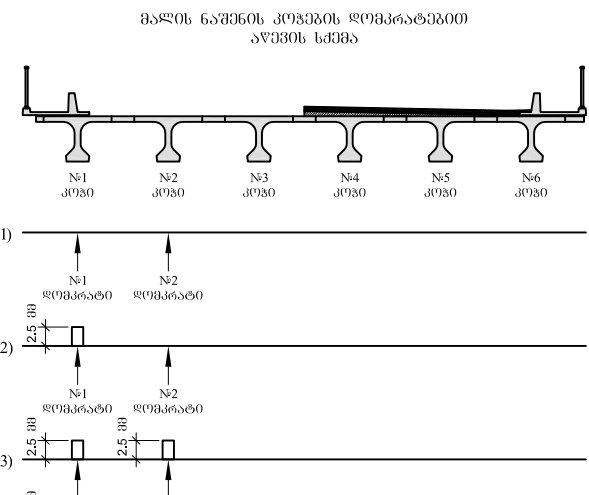 მალის ნაშენის კოჭების დომკრატებით
აწევის სქემა
№1 №2 №3 №4 №5 №6
კოჭი კოჭი კოჭი კოჭი კოჭი კოჭი
1)
№1 №2
დომკრატი დომკრატი
2.5 მმ
2)
№1 №2
დომკრატი დომკრატი
2.5 მმ 2.5 მმ
3)